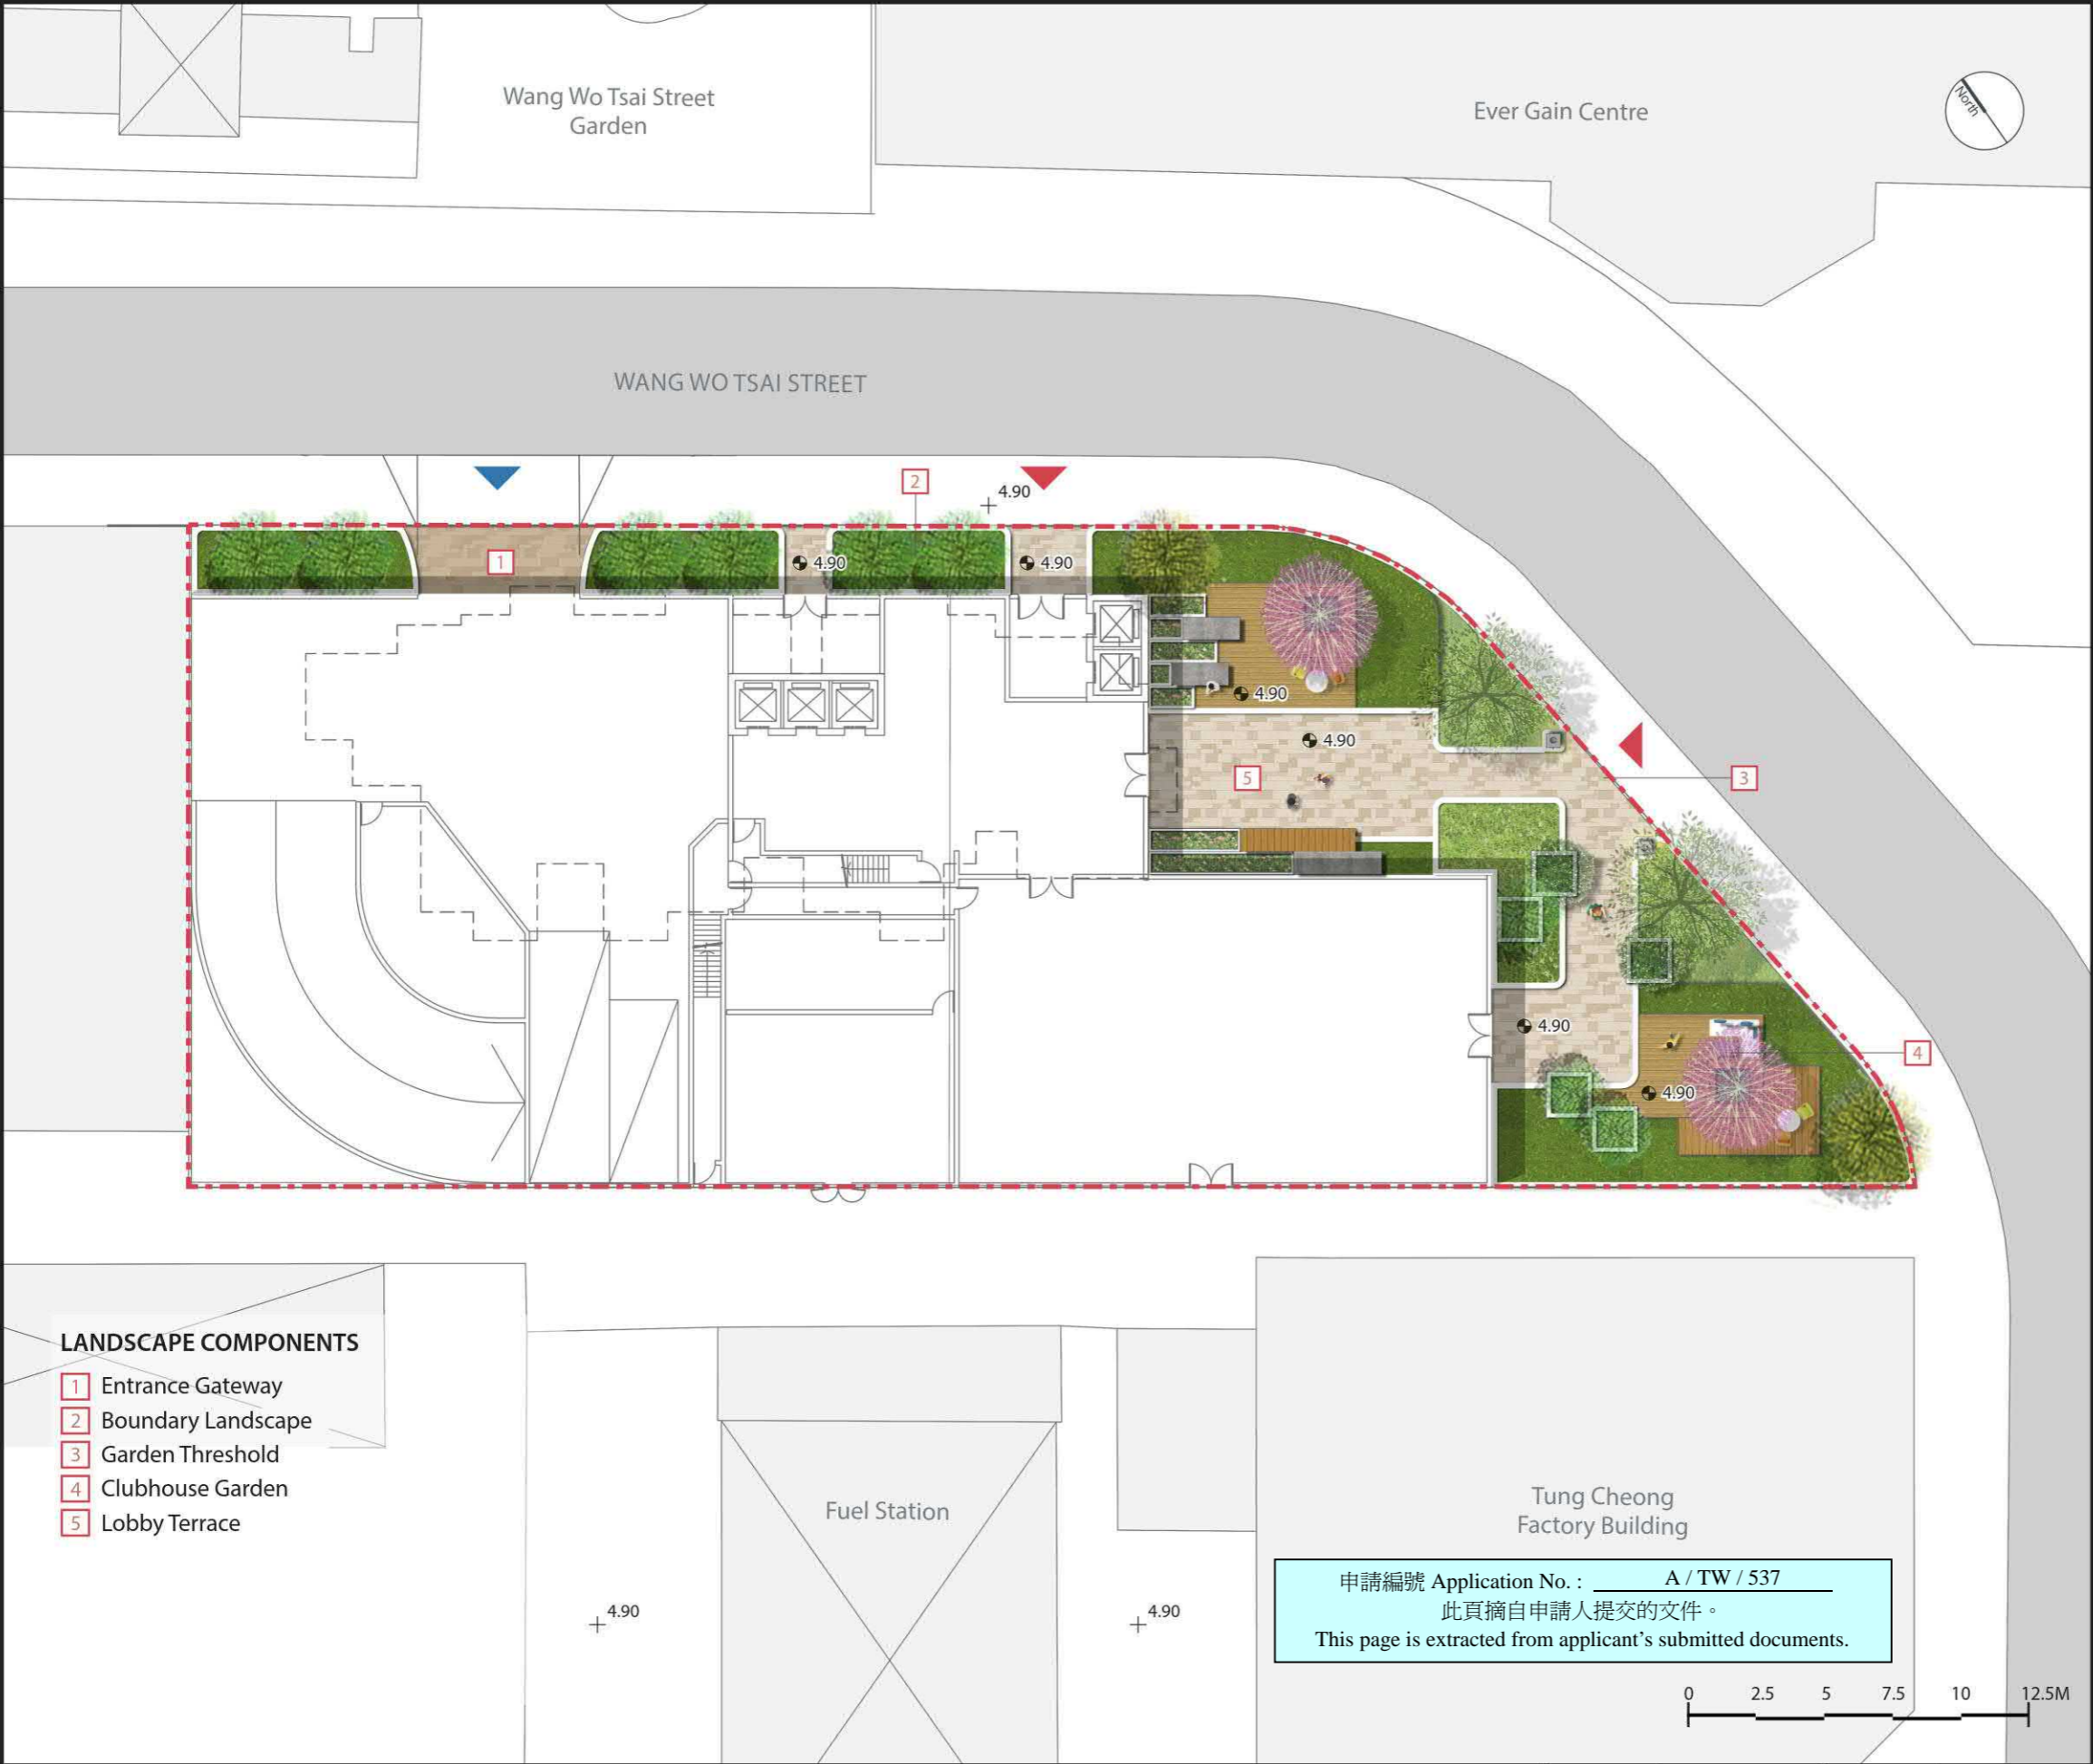 Wang Wo Tsai Street
Garden
Ever Gain Centre
North
WANG WO TSAI STREET
2
4.90
1
4.90
4.90
4.90
4.90
5
3
4.90
4
4.90
LANDSCAPE COMPONENTS
1 Entrance Gateway
2 Boundary Landscape
3 Garden Threshold
4 Clubhouse Garden
5 Lobby Terrace
Fuel Station
Tung Cheong
Factory Building
申請編號 Application No. : A / TW / 537
此頁摘自申請人提交的文件。
This page is extracted from applicant's submitted documents.
4.90
4.90
0 2.5 5 7.5 10 12.5M